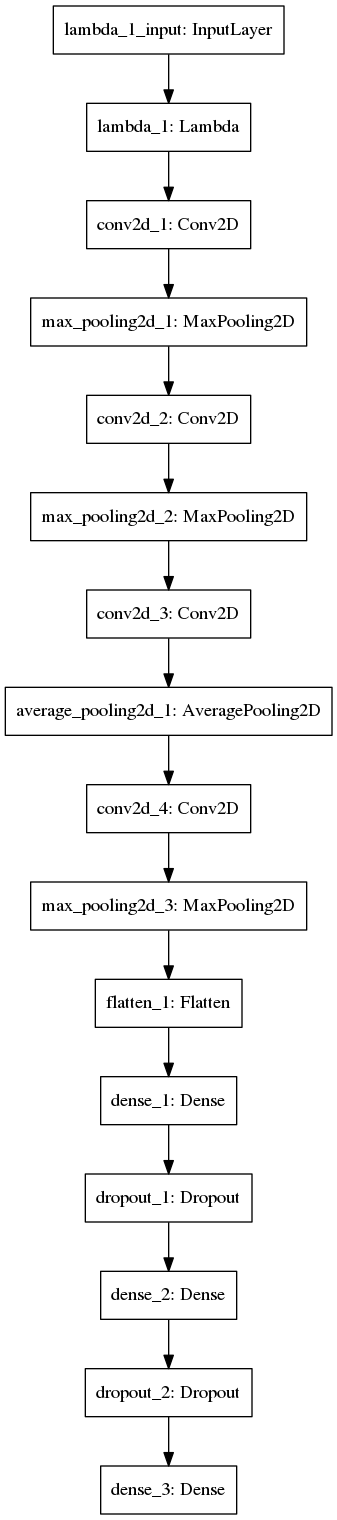 lambda_1_input: InputLayer
lambda_1: Lambda
conv2d_1: Conv2D
max_pooling2d_1: MaxPooling2D
conv2d_2: Conv2D
max_pooling2d_2: MaxPooling2D
conv2d_3: Conv2D
average_pooling2d_1: AveragePooling2D
conv2d_4: Conv2D
max_pooling2d_3: MaxPooling2D
flatten_1: Flatten
dense_1: Dense
dropout_1: Dropout
dense_2: Dense
dropout_2: Dropout
dense_3: Dense